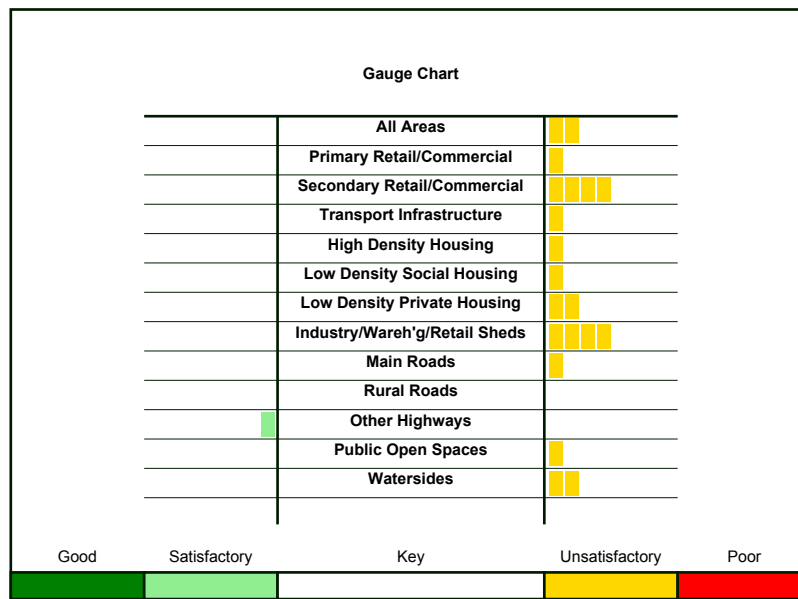 Gauge Chart
All Areas
Primary Retail/Commercial
Secondary Retail/Commercial
Transport Infrastructure
High Density Housing
Low Density Social Housing
Low Density Private Housing
Industry/Wareh'g/Retail Sheds
Main Roads
Rural Roads
Other Highways
Public Open Spaces
Watersides
Good Satisfactory Key Unsatisfactory Poor